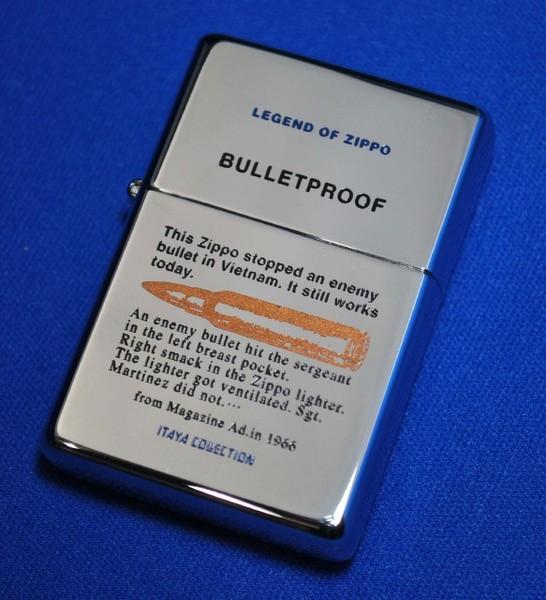 LEGEND OF ZIPPO
BULLETPROOF
This Zippo stopped an enemy
bullet in Vietnam. It still works
today.
An enemy bullet hit the sergeant
in the left breast pocket.
Right smack in the Zippo lighter.
The lighter got ventilated. Sgt.
Martinez did not.…
from Magazine Ad.in 1966
ITAYA COLLECTION